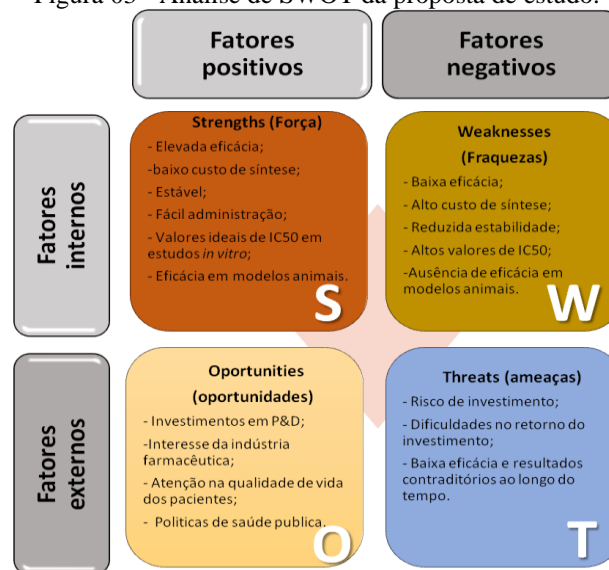 Figura 03 - Análise de SWOT da proposta de estudo.
Fatores
positivos
Fatores
negativos
Fatores
internos
Strengths (Força)
- Elevada eficácia;
-baixo custo de síntese;
- Estável;
- Fácil administração;
- Valores ideais de IC50 em
estudos in vitro;
- Eficácia em modelos animais.
S
Weaknesses
(Fraquezas)
- Baixa eficácia;
- Alto custo de síntese;
- Reduzida estabilidade;
- Altos valores de IC50;
-Ausência de eficácia em
modelos animais.
W
Fatores
externos
Oportunities
(oportunidades)
- Investimentos em P&D;
-Interesse da indústria
farmacêutica;
- Atenção na qualidade de vida
dos pacientes;
- Politicas de saúde publica.
O
Threats (ameaças)
- Risco de investimento;
- Dificuldades no retorno do
investimento;
- Baixa eficácia e resultados
contraditórios ao longo do
tempo.
T